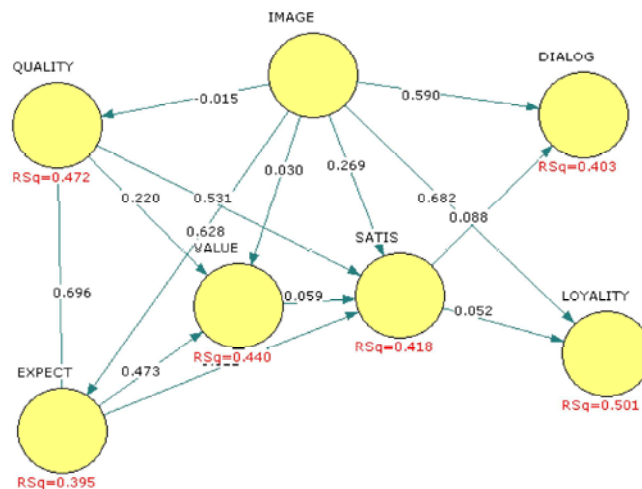 IMAGE
DIALOG
QUALITY
-0.015
0.590
RSq=0.472
0.030
0.269
RSq=0.403
0.220
0.531
0.682
0.628
0.088
VALUE
SATIS
0.696
0.059
0.052
LOYALITY
RSq=0.440
RSq=0.418
EXPECT
0.473
RSq=0.501
RSq=0.395